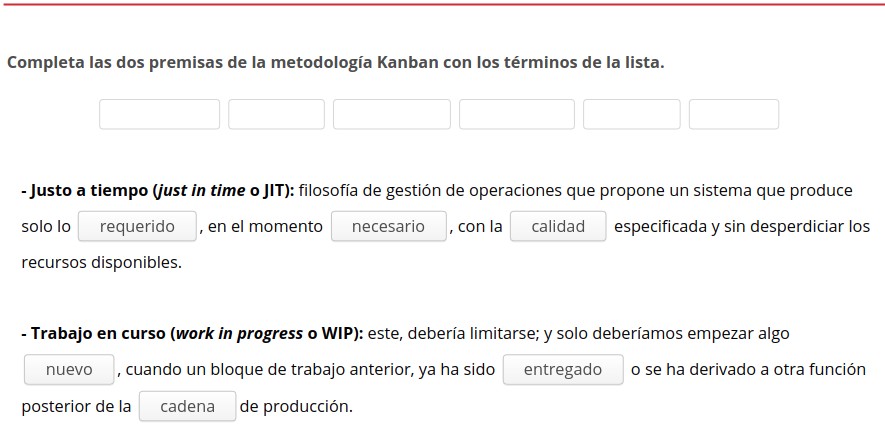 Completa las dos premisas de la metodología Kanban con los términos de la lista.
- Justo a tiempo (just in time o JIT): filosofía de gestión de operaciones que propone un sistema que produce
solo lo requerido , en el momento necesario , con la calidad especificada y sin desperdiciar los
recursos disponibles.
- Trabajo en curso (work in progress o WIP): este, debería limitarse; y solo deberíamos empezar algo
nuevo , cuando un bloque de trabajo anterior, ya ha sido entregado o se ha derivado a otra función
posterior de la cadena de producción.